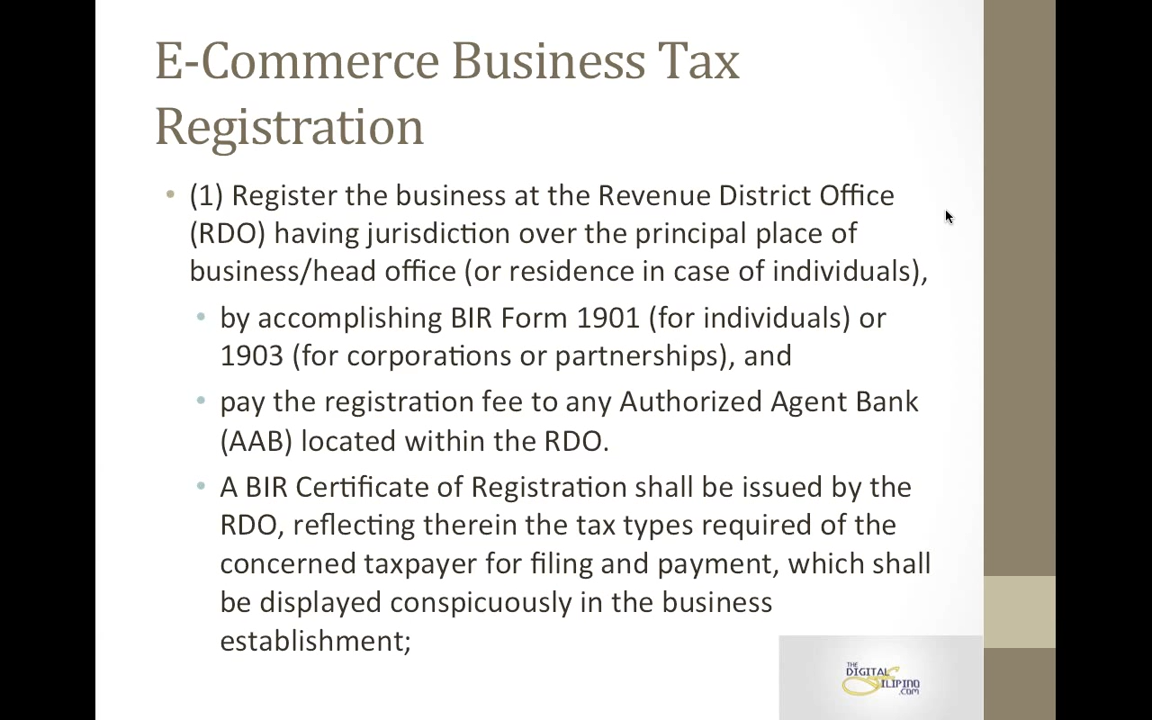 E-Commerce Business Tax
Registration
• (1) Register the business at the Revenue District Office
(RDO) having jurisdiction over the principal place of
business/head office (or residence in case of individuals),
• by accomplishing BIR Form 1901 (for individuals) or
1903 (for corporations or partnerships), and
• pay the registration fee to any Authorized Agent Bank
(AAB) located within the RDO.
• A BIR Certificate of Registration shall be issued by the
RDO, reflecting therein the tax types required of the
concerned taxpayer for filing and payment, which shall
be displayed conspicuously in the business
establishment;
THE
DIGITAL
FILIPINO
.COM